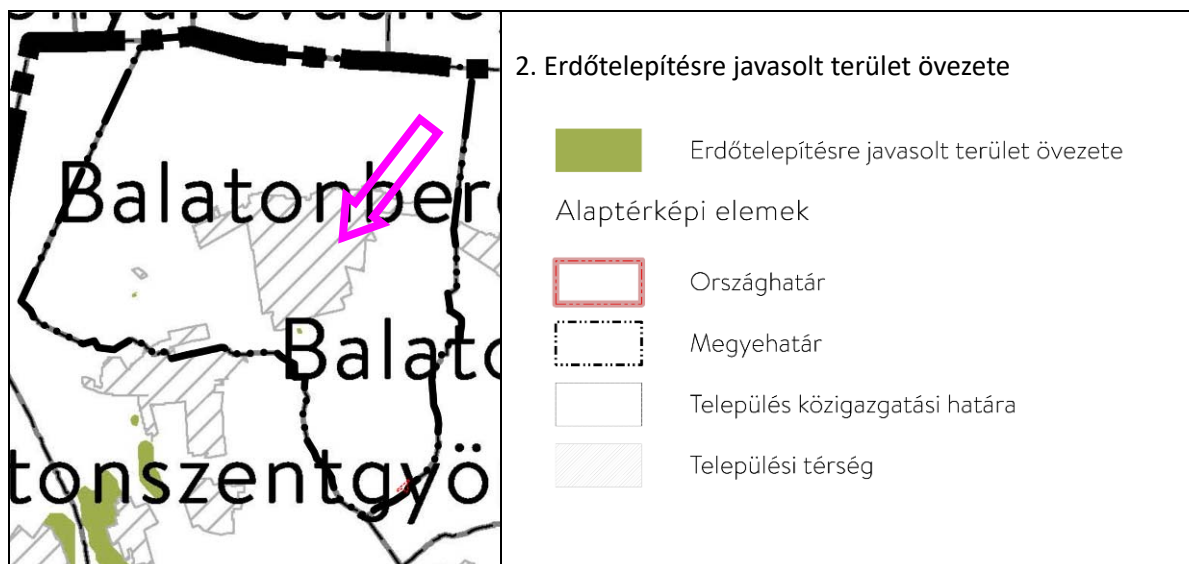 Balatonber
Balato
tonszentgyö
2. Erdőtelepítésre javasolt terület övezete
Erdőtelepítésre javasolt terület övezete
Alaptérképi elemek
Országhatár
Megyehatár
Település közigazgatási határa
Települési térség